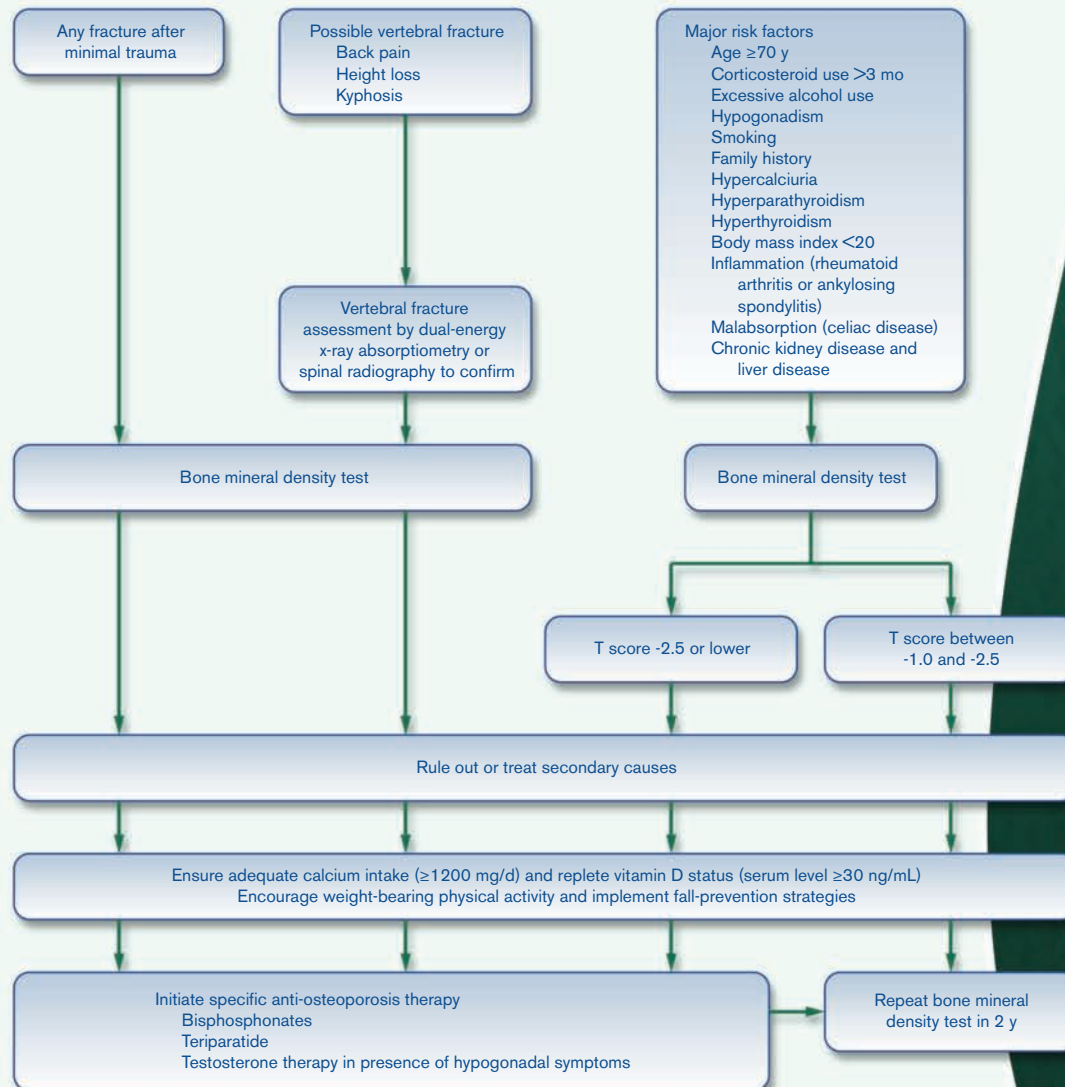 Any fracture after
minimal trauma
Possible vertebral fracture
Back pain
Height loss
Kyphosis
Major risk factors
Age ≥70 y
Corticosteroid use >3 mo
Excessive alcohol use
Hypogonadism
Smoking
Family history
Hypercalciuria
Hyperparathyroidism
Hyperthyroidism
Body mass index <20
Inflammation (rheumatoid
arthritis or ankylosing
spondylitis)
Malabsorption (celiac disease)
Chronic kidney disease and
liver disease
Vertebral fracture
assessment by dual-energy
x-ray absorptiometry or
spinal radiography to confirm
Bone mineral density test
Bone mineral density test
T score -2.5 or lower
T score between
-1.0 and -2.5
Rule out or treat secondary causes
Ensure adequate calcium intake (≥1200 mg/d) and replete vitamin D status (serum level ≥30 ng/mL)
Encourage weight-bearing physical activity and implement fall-prevention strategies
Initiate specific anti-osteoporosis therapy
Bisphosphonates
Teriparatide
Testosterone therapy in presence of hypogonadal symptoms
Repeat bone mineral
density test in 2 y